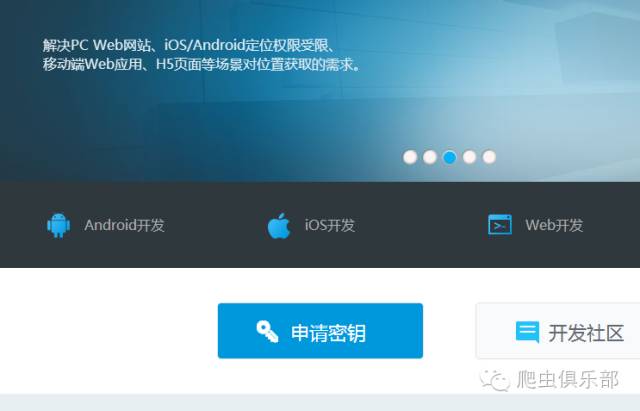 解决PC Web网站、iOS/Android定位权限受限、
移动端Web应用、H5页面等场景对位置获取的需求。
Android开发 iOS开发 Web开发
申请密钥 开发社区
爬虫俱乐部